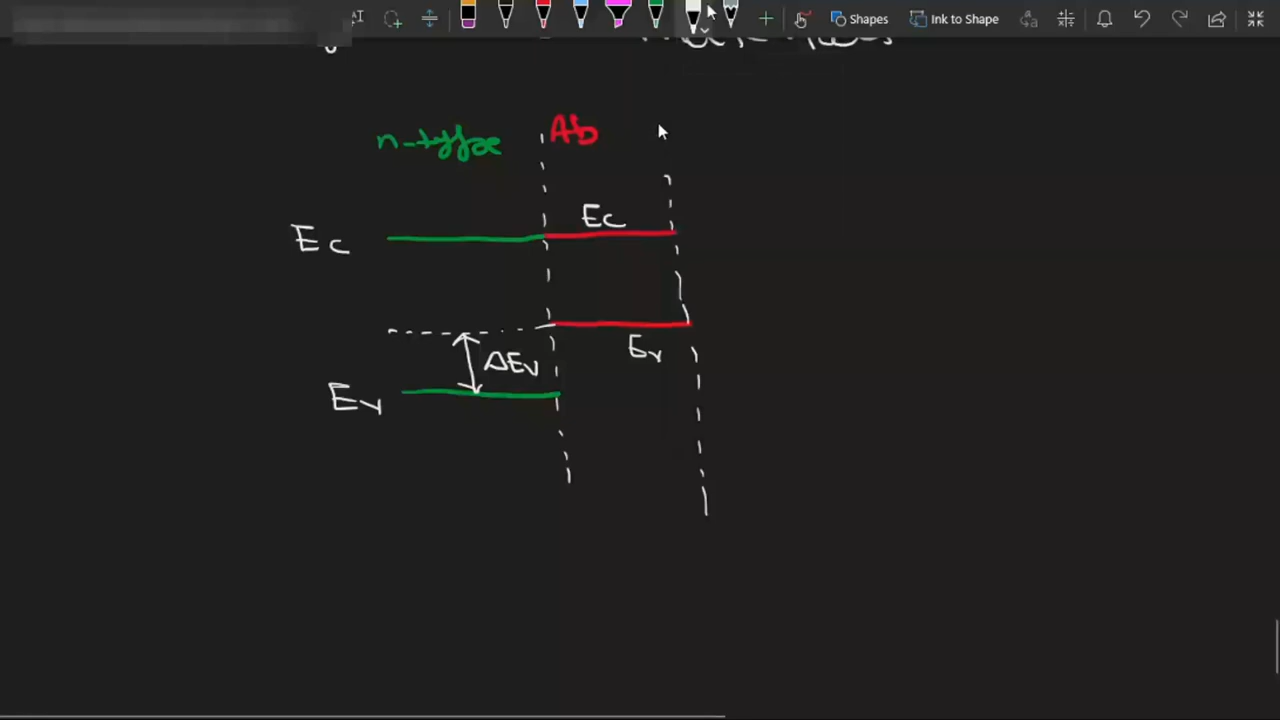 Shapes Ink to Shape
n-type Ab
Ec
Ec
ΔEv
Ev
Ev